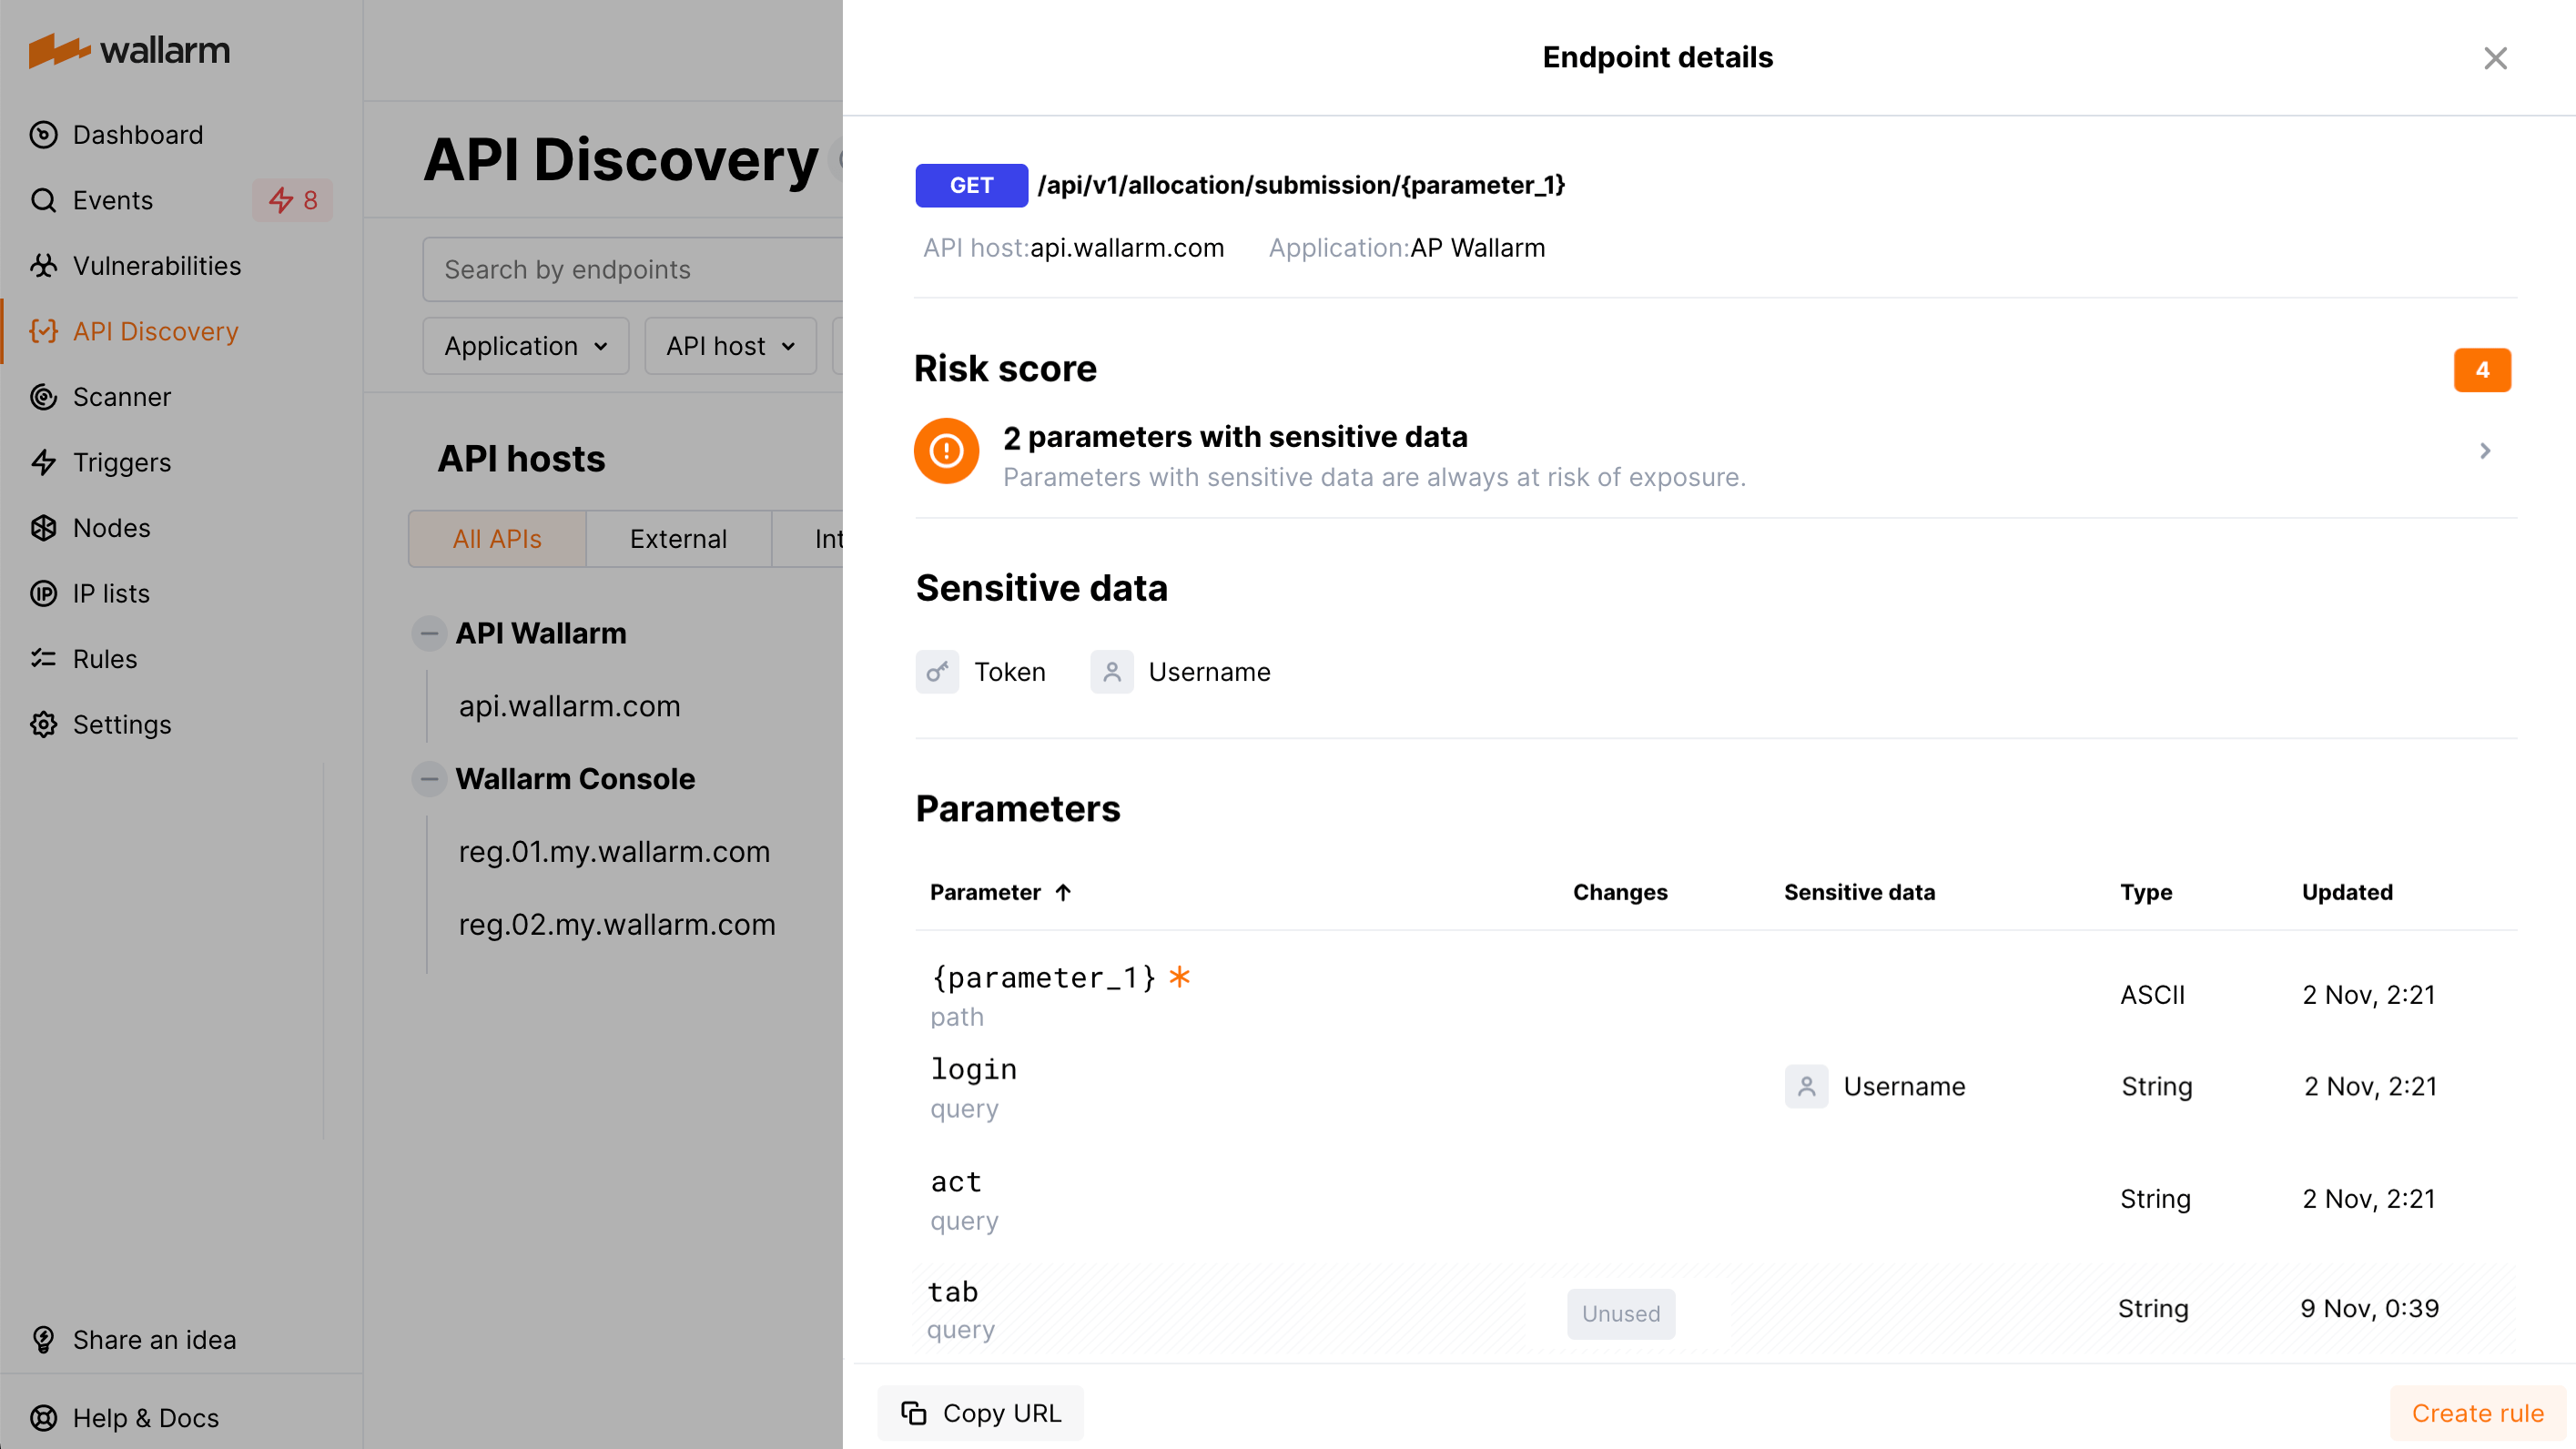 wallarm
Dashboard
Events 8
Vulnerabilities
API Discovery
Scanner
Triggers
Nodes
IP lists
Rules
Settings
Share an idea
Help & Docs
API Discovery
Search by endpoints
Application API host
API hosts
All APIs External Int
API Wallarm
api.wallarm.com
Wallarm Console
reg.01.my.wallarm.com
reg.02.my.wallarm.com
Endpoint details
GET /api/v1/allocation/submission/{parameter_1}
API host:api.wallarm.com Application:AP Wallarm
Risk score 4
2 parameters with sensitive data
Parameters with sensitive data are always at risk of exposure.
Sensitive data
Token Username
Parameters
Parameter ↑ Changes Sensitive data Type Updated
{parameter_1} * ASCII 2 Nov, 2:21
path
login Username String 2 Nov, 2:21
query
act String 2 Nov, 2:21
query
tab Unused String 9 Nov, 0:39
query
Copy URL Create rule